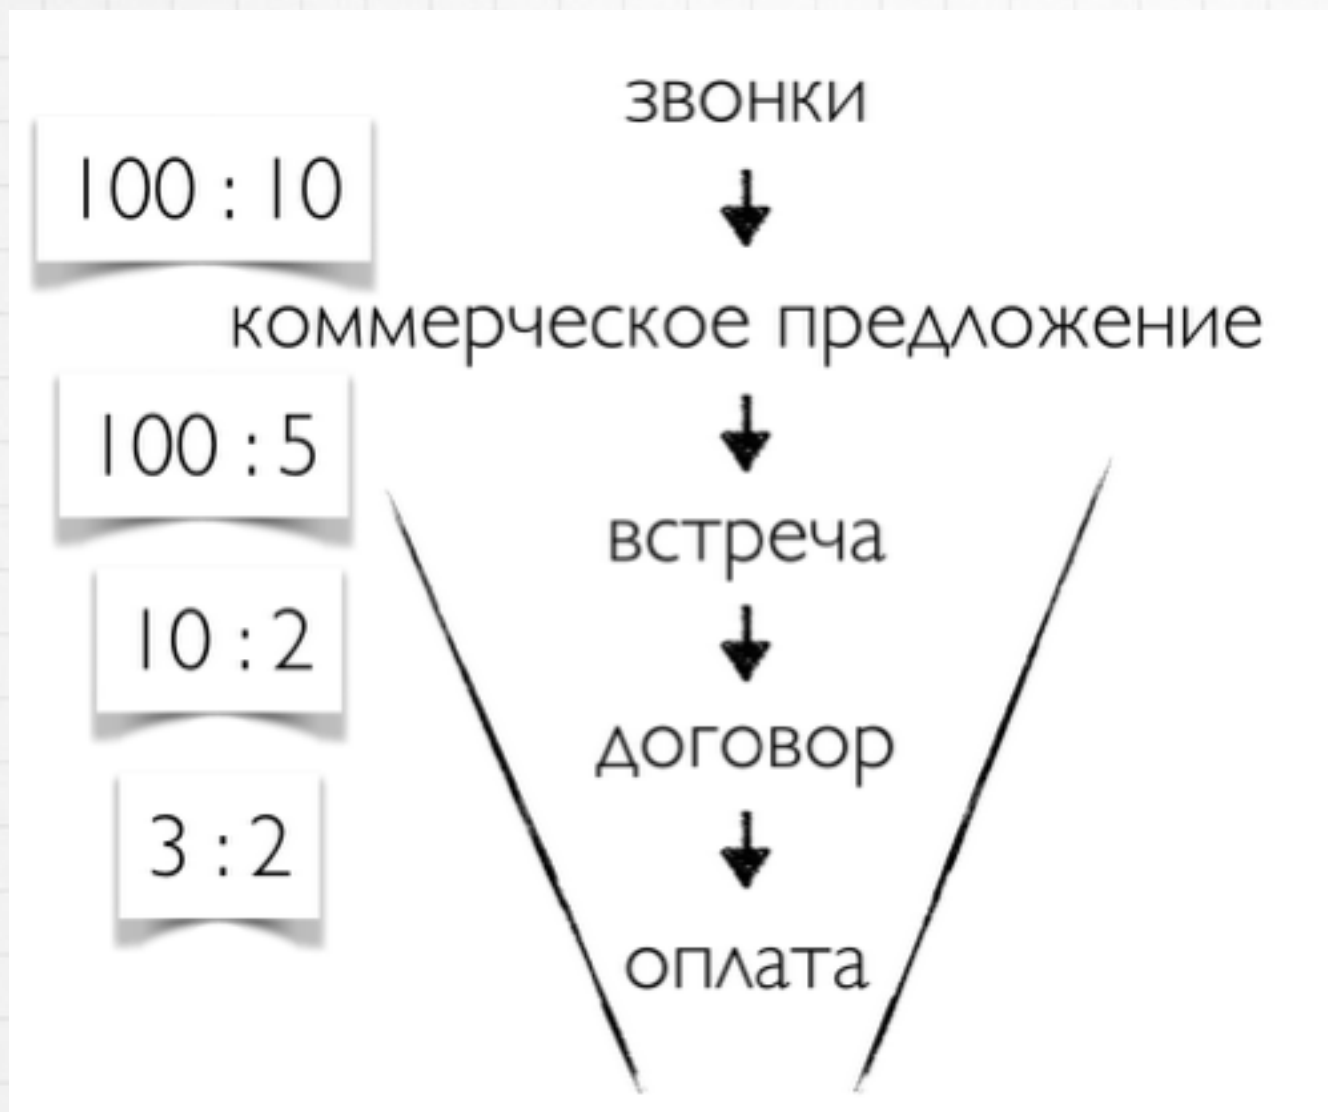 звонки
100 : 10
коммерческое предложение
100 : 5
встреча
10 : 2
договор
3 : 2
оплата